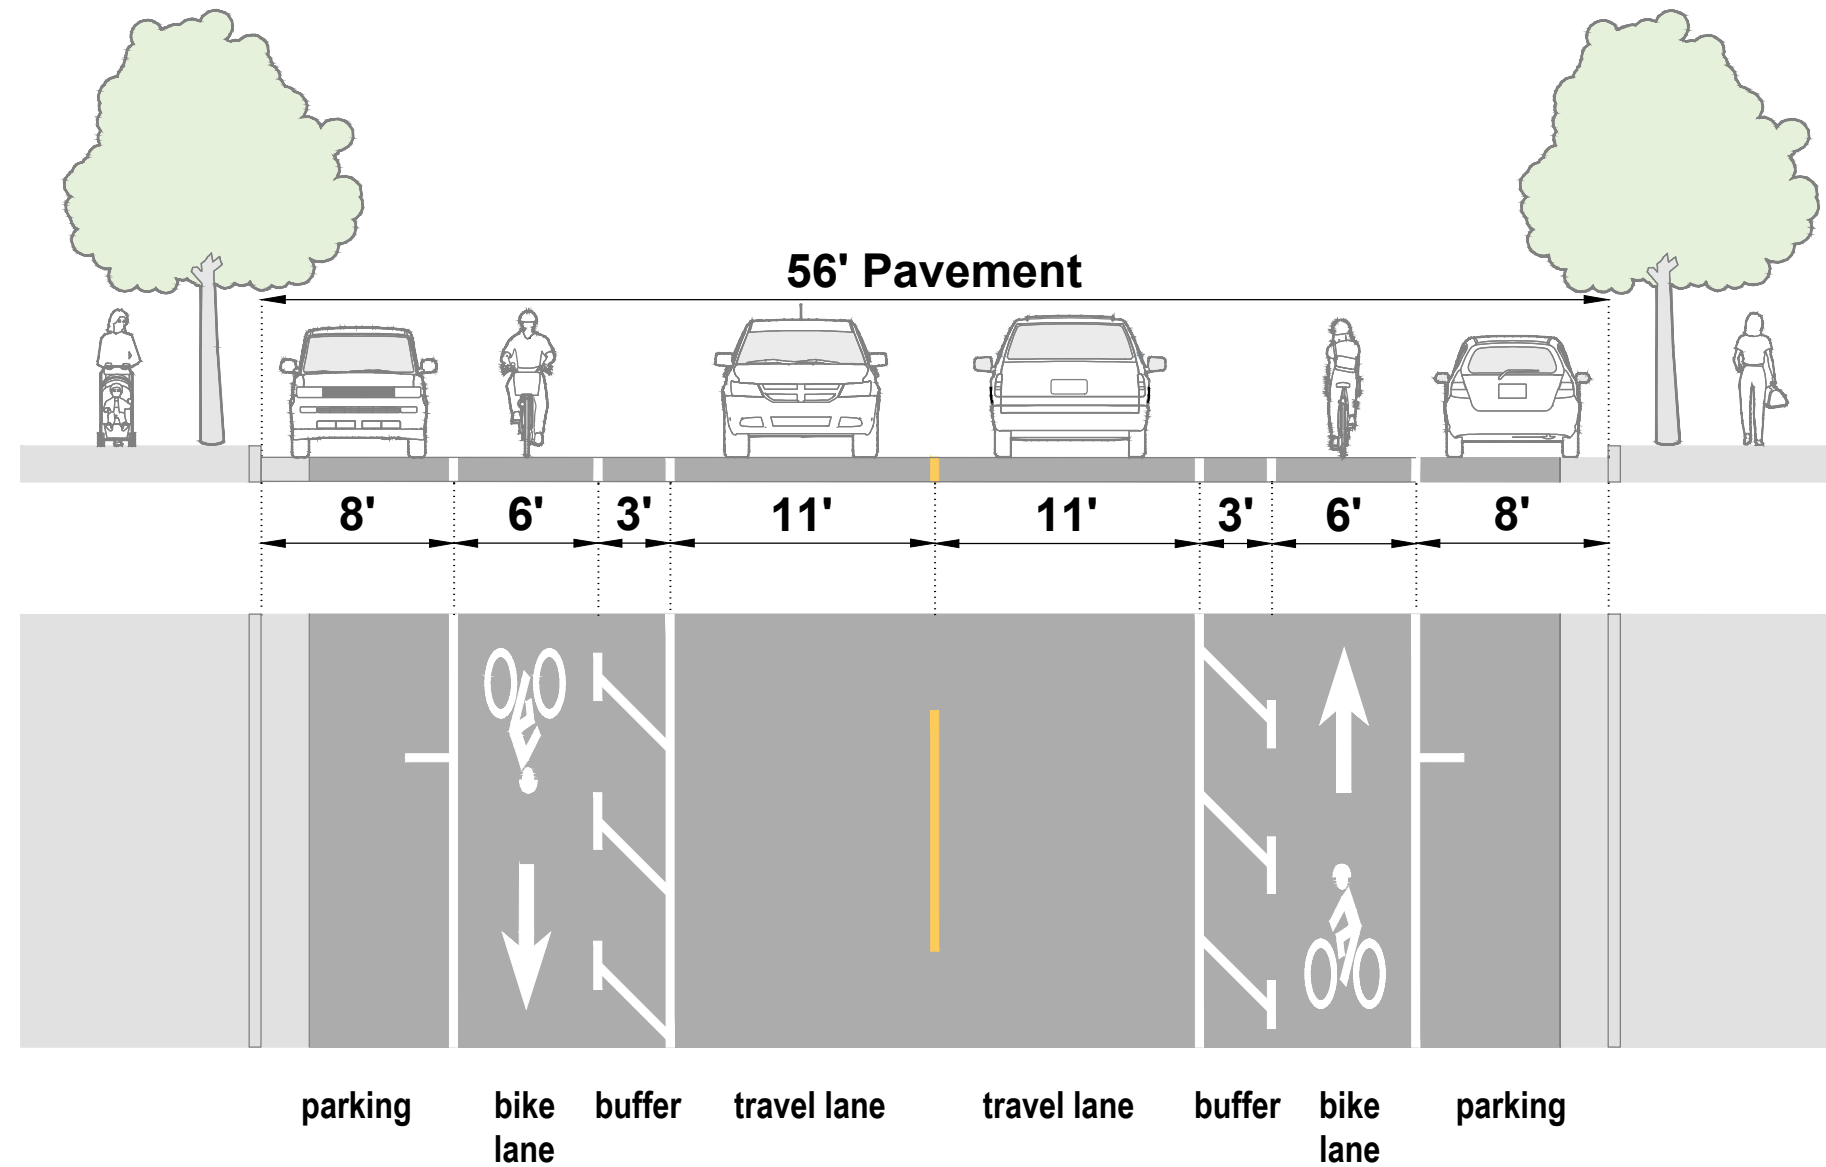 56' Pavement
8' 6' 3' 11' 11' 3' 6' 8'
parking bike buffer travel lane travel lane buffer bike parking
lane lane